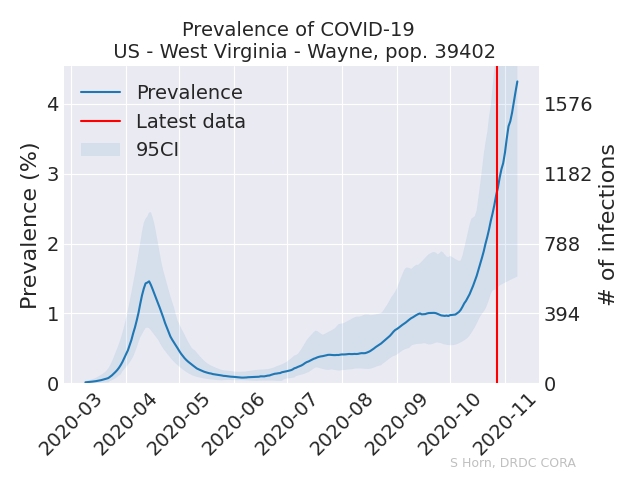 Prevalence of COVID-19
US - West Virginia - Wayne, pop. 39402
Prevalence
Latest data
95CI
Prevalence (%)
4
3
2
1
0
1576
1182
788
394
0
# of infections
2020-03
2020-04
2020-05
2020-06
2020-07
2020-08
2020-09
2020-10
2020-11
S Horn, DRDC CORA